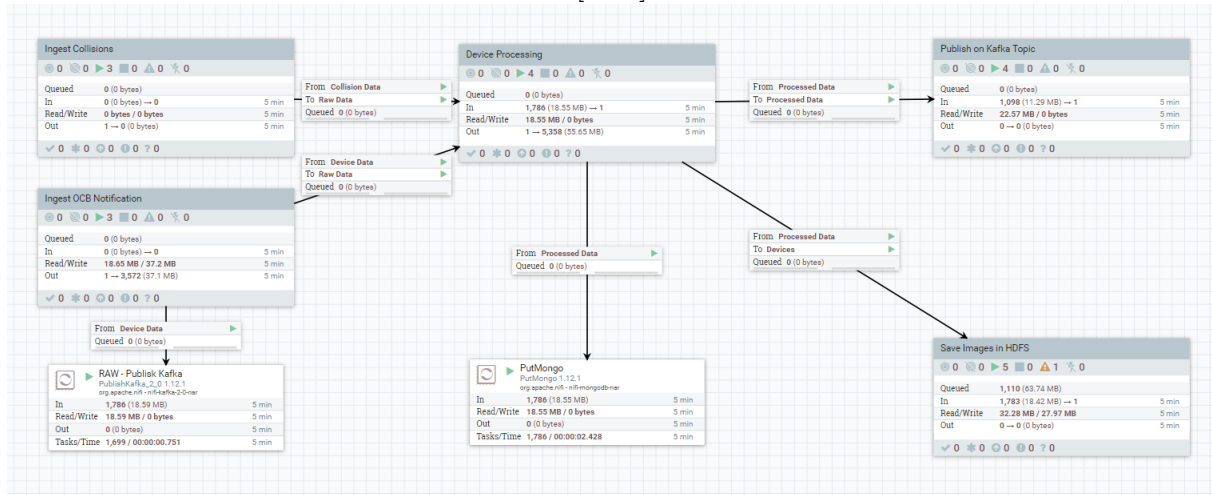 Ingest Collisions
0 0 3 0 0 0
Queued 0 (0 bytes)
In 0 (0 bytes) → 0 5 min
Read/Write 0 bytes / 0 bytes 5 min
Out 1 → 0 (0 bytes) 5 min
0 0 0 0 ? 0
From Collision Data
To Raw Data
Queued 0 (0 bytes)
Device Processing
0 0 4 0 0 0
Queued 0 (0 bytes)
In 1,786 (18.55 MB) → 1 5 min
Read/Write 18.55 MB / 0 bytes 5 min
Out 1 → 5,358 (55.65 MB) 5 min
0 0 0 0 ? 0
From Processed Data
To Processed Data
Queued 0 (0 bytes)
Publish on Kafka Topic
0 0 4 0 0 0
Queued 0 (0 bytes)
In 1,098 (11.29 MB) → 1 5 min
Read/Write 22.57 MB / 0 bytes 5 min
Out 0 → 0 (0 bytes) 5 min
0 0 0 0 ? 0
From Device Data
To Raw Data
Queued 0 (0 bytes)
Ingest OCB Notification
0 0 3 0 0 0
Queued 0 (0 bytes)
In 0 (0 bytes) → 0 5 min
Read/Write 18.65 MB / 37.2 MB 5 min
Out 1 → 3,572 (37.1 MB) 5 min
0 0 0 0 ? 0
From Processed Data
Queued 0 (0 bytes)
From Processed Data
To Devices
Queued 0 (0 bytes)
From Device Data
Queued 0 (0 bytes)
RAW - Publisk Kafka
PublishKafka_2_0 1.12.1
org.apache.nifi - nifi-kafka-2-0-nar
In 1,786 (18.59 MB) 5 min
Read/Write 18.59 MB / 0 bytes 5 min
Out 0 (0 bytes) 5 min
Tasks/Time 1,699 / 00:00:00.751 5 min
PutMongo
PutMongo 1.12.1
org.apache.nifi - nifi-mongodb-nar
In 1,786 (18.55 MB) 5 min
Read/Write 18.55 MB / 0 bytes 5 min
Out 0 (0 bytes) 5 min
Tasks/Time 1,786 / 00:00:02.428 5 min
Save Images in HDFS
0 0 5 0 1 0
Queued 1,110 (63.74 MB)
In 1,783 (18.42 MB) → 1 5 min
Read/Write 32.28 MB / 27.97 MB 5 min
Out 0 → 0 (0 bytes) 5 min
0 0 0 0 ? 0